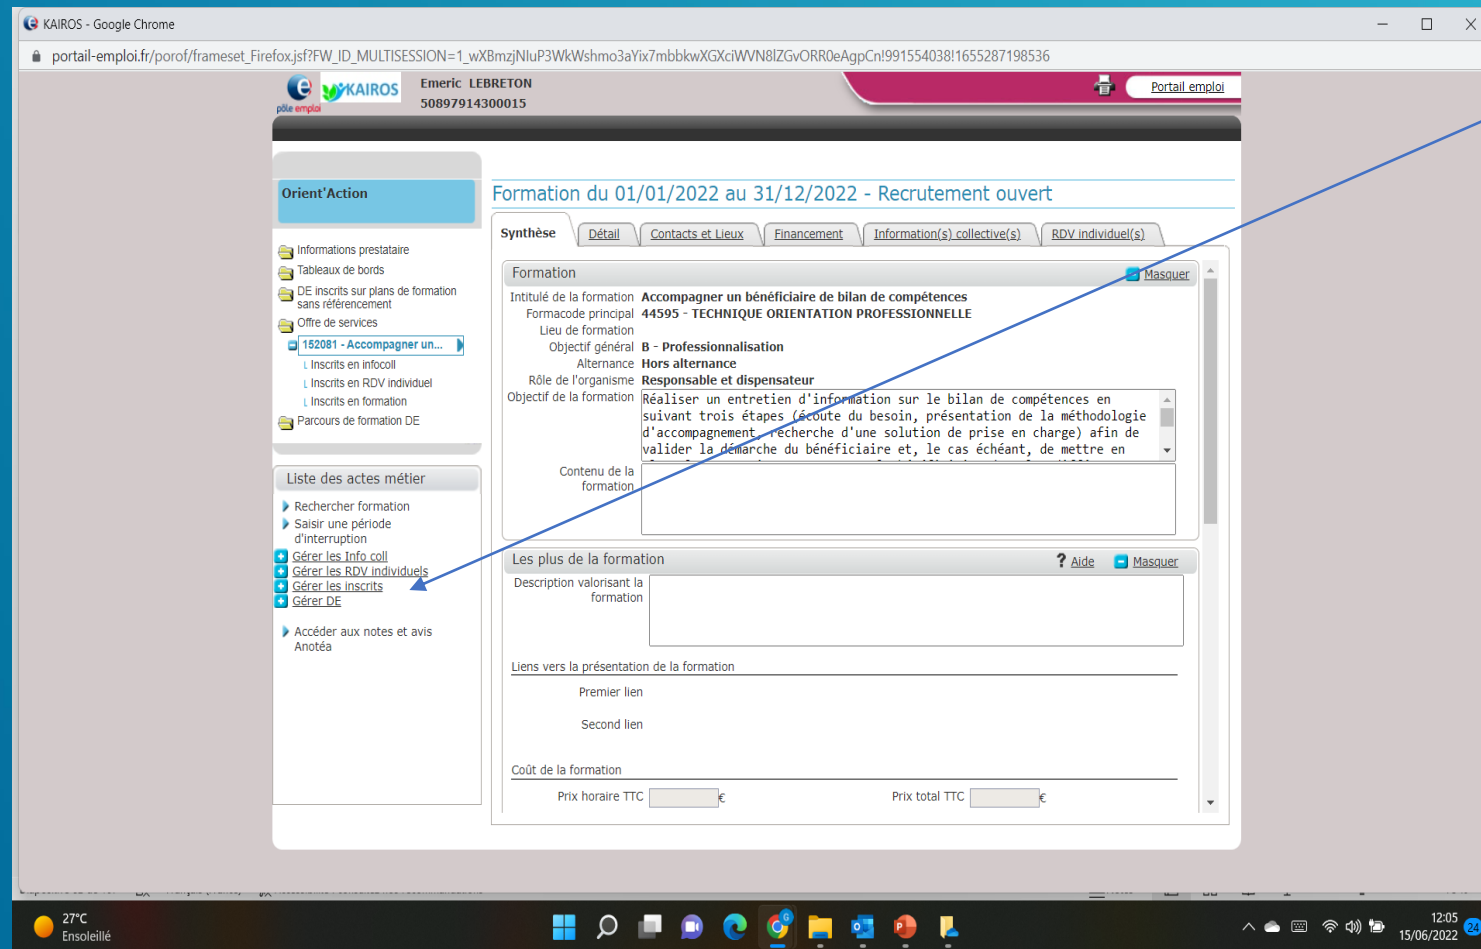 KAIROS - Google Chrome
portail-emploi.fr/porof/frameset_Firefox.jsf?FW_ID_MULTISESSION=1_wXBmzjNIuP3WkWshmo3aYix7mbbkwXGXciWVN8lZGvORR0eAgpCn!991554038!1655287198536
pôle emploi
KAIROS
Emeric LEBRETON
50897914300015
Portail emploi
Orient'Action
Informations prestataire
Tableaux de bords
DE inscrits sur plans de formation
sans référencement
Offre de services
152081 - Accompagner un...
Inscrits en infocoll
Inscrits en RDV individuel
Inscrits en formation
Parcours de formation DE
Liste des actes métier
Rechercher formation
Saisir une période
d'interruption
Gérer les Info coll
Gérer les RDV individuels
Gérer les inscrits
Gérer DE
Accéder aux notes et avis
Anotéa
Formation du 01/01/2022 au 31/12/2022 - Recrutement ouvert
Synthèse Détail Contacts et Lieux Financement Information(s) collective(s) RDV individuel(s)
Formation Masquer
Intitulé de la formation Accompagner un bénéficiaire de bilan de compétences
Formacode principal 44595 - TECHNIQUE ORIENTATION PROFESSIONNELLE
Lieu de formation
Objectif général B - Professionnalisation
Alternance Hors alternance
Rôle de l'organisme Responsable et dispensateur
Objectif de la formation Réaliser un entretien d'information sur le bilan de compétences en
suivant trois étapes (écoute du besoin, présentation de la méthodologie
d'accompagnement, recherche d'une solution de prise en charge) afin de
valider la démarche du bénéficiaire et, le cas échéant, de mettre en
Contenu de la
formation
Les plus de la formation ? Aide Masquer
Description valorisant la
formation
Liens vers la présentation de la formation
Premier lien
Second lien
Coût de la formation
Prix horaire TTC € Prix total TTC €
27°C
Ensoleillé
12:05
15/06/2022
24